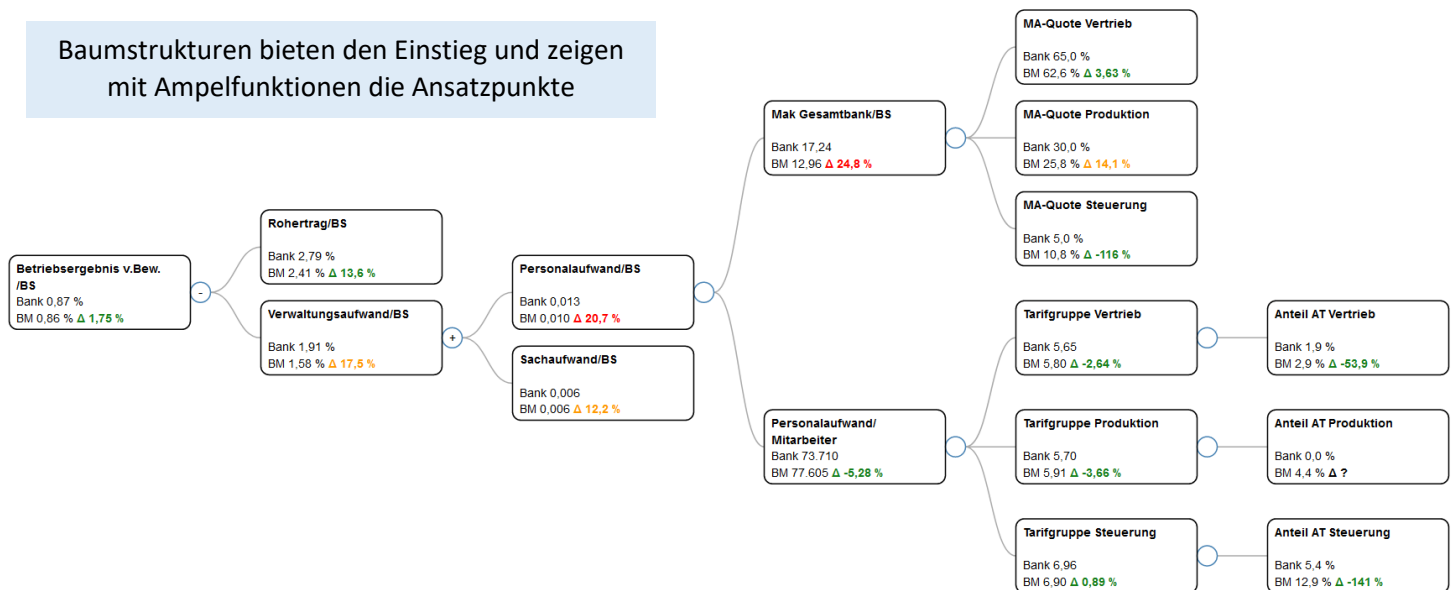 Baumstrukturen bieten den Einstieg und zeigen
mit Ampelfunktionen die Ansatzpunkte
Betriebsergebnis v.Bew.
/BS
Bank 0,87 %
BM 0,86 % Δ 1,75 %
-
Rohertrag/BS
Bank 2,79 %
BM 2,41 % Δ 13,6 %
Verwaltungsaufwand/BS
Bank 1,91 %
BM 1,58 % Δ 17,5 %
+
Personalaufwand/BS
Bank 0,013
BM 0,010 Δ 20,7 %
Sachaufwand/BS
Bank 0,006
BM 0,006 Δ 12,2 %
Mak Gesamtbank/BS
Bank 17,24
BM 12,96 Δ 24,8 %
Personalaufwand/
Mitarbeiter
Bank 73.710
BM 77.605 Δ -5,28 %
MA-Quote Vertrieb
Bank 65,0 %
BM 62,6 % Δ 3,63 %
MA-Quote Produktion
Bank 30,0 %
BM 25,8 % Δ 14,1 %
MA-Quote Steuerung
Bank 5,0 %
BM 10,8 % Δ -116 %
Tarifgruppe Vertrieb
Bank 5,65
BM 5,80 Δ -2,64 %
Tarifgruppe Produktion
Bank 5,70
BM 5,91 Δ -3,66 %
Tarifgruppe Steuerung
Bank 6,96
BM 6,90 Δ 0,89 %
Anteil AT Vertrieb
Bank 1,9 %
BM 2,9 % Δ -53,9 %
Anteil AT Produktion
Bank 0,0 %
BM 4,4 % Δ ?
Anteil AT Steuerung
Bank 5,4 %
BM 12,9 % Δ -141 %